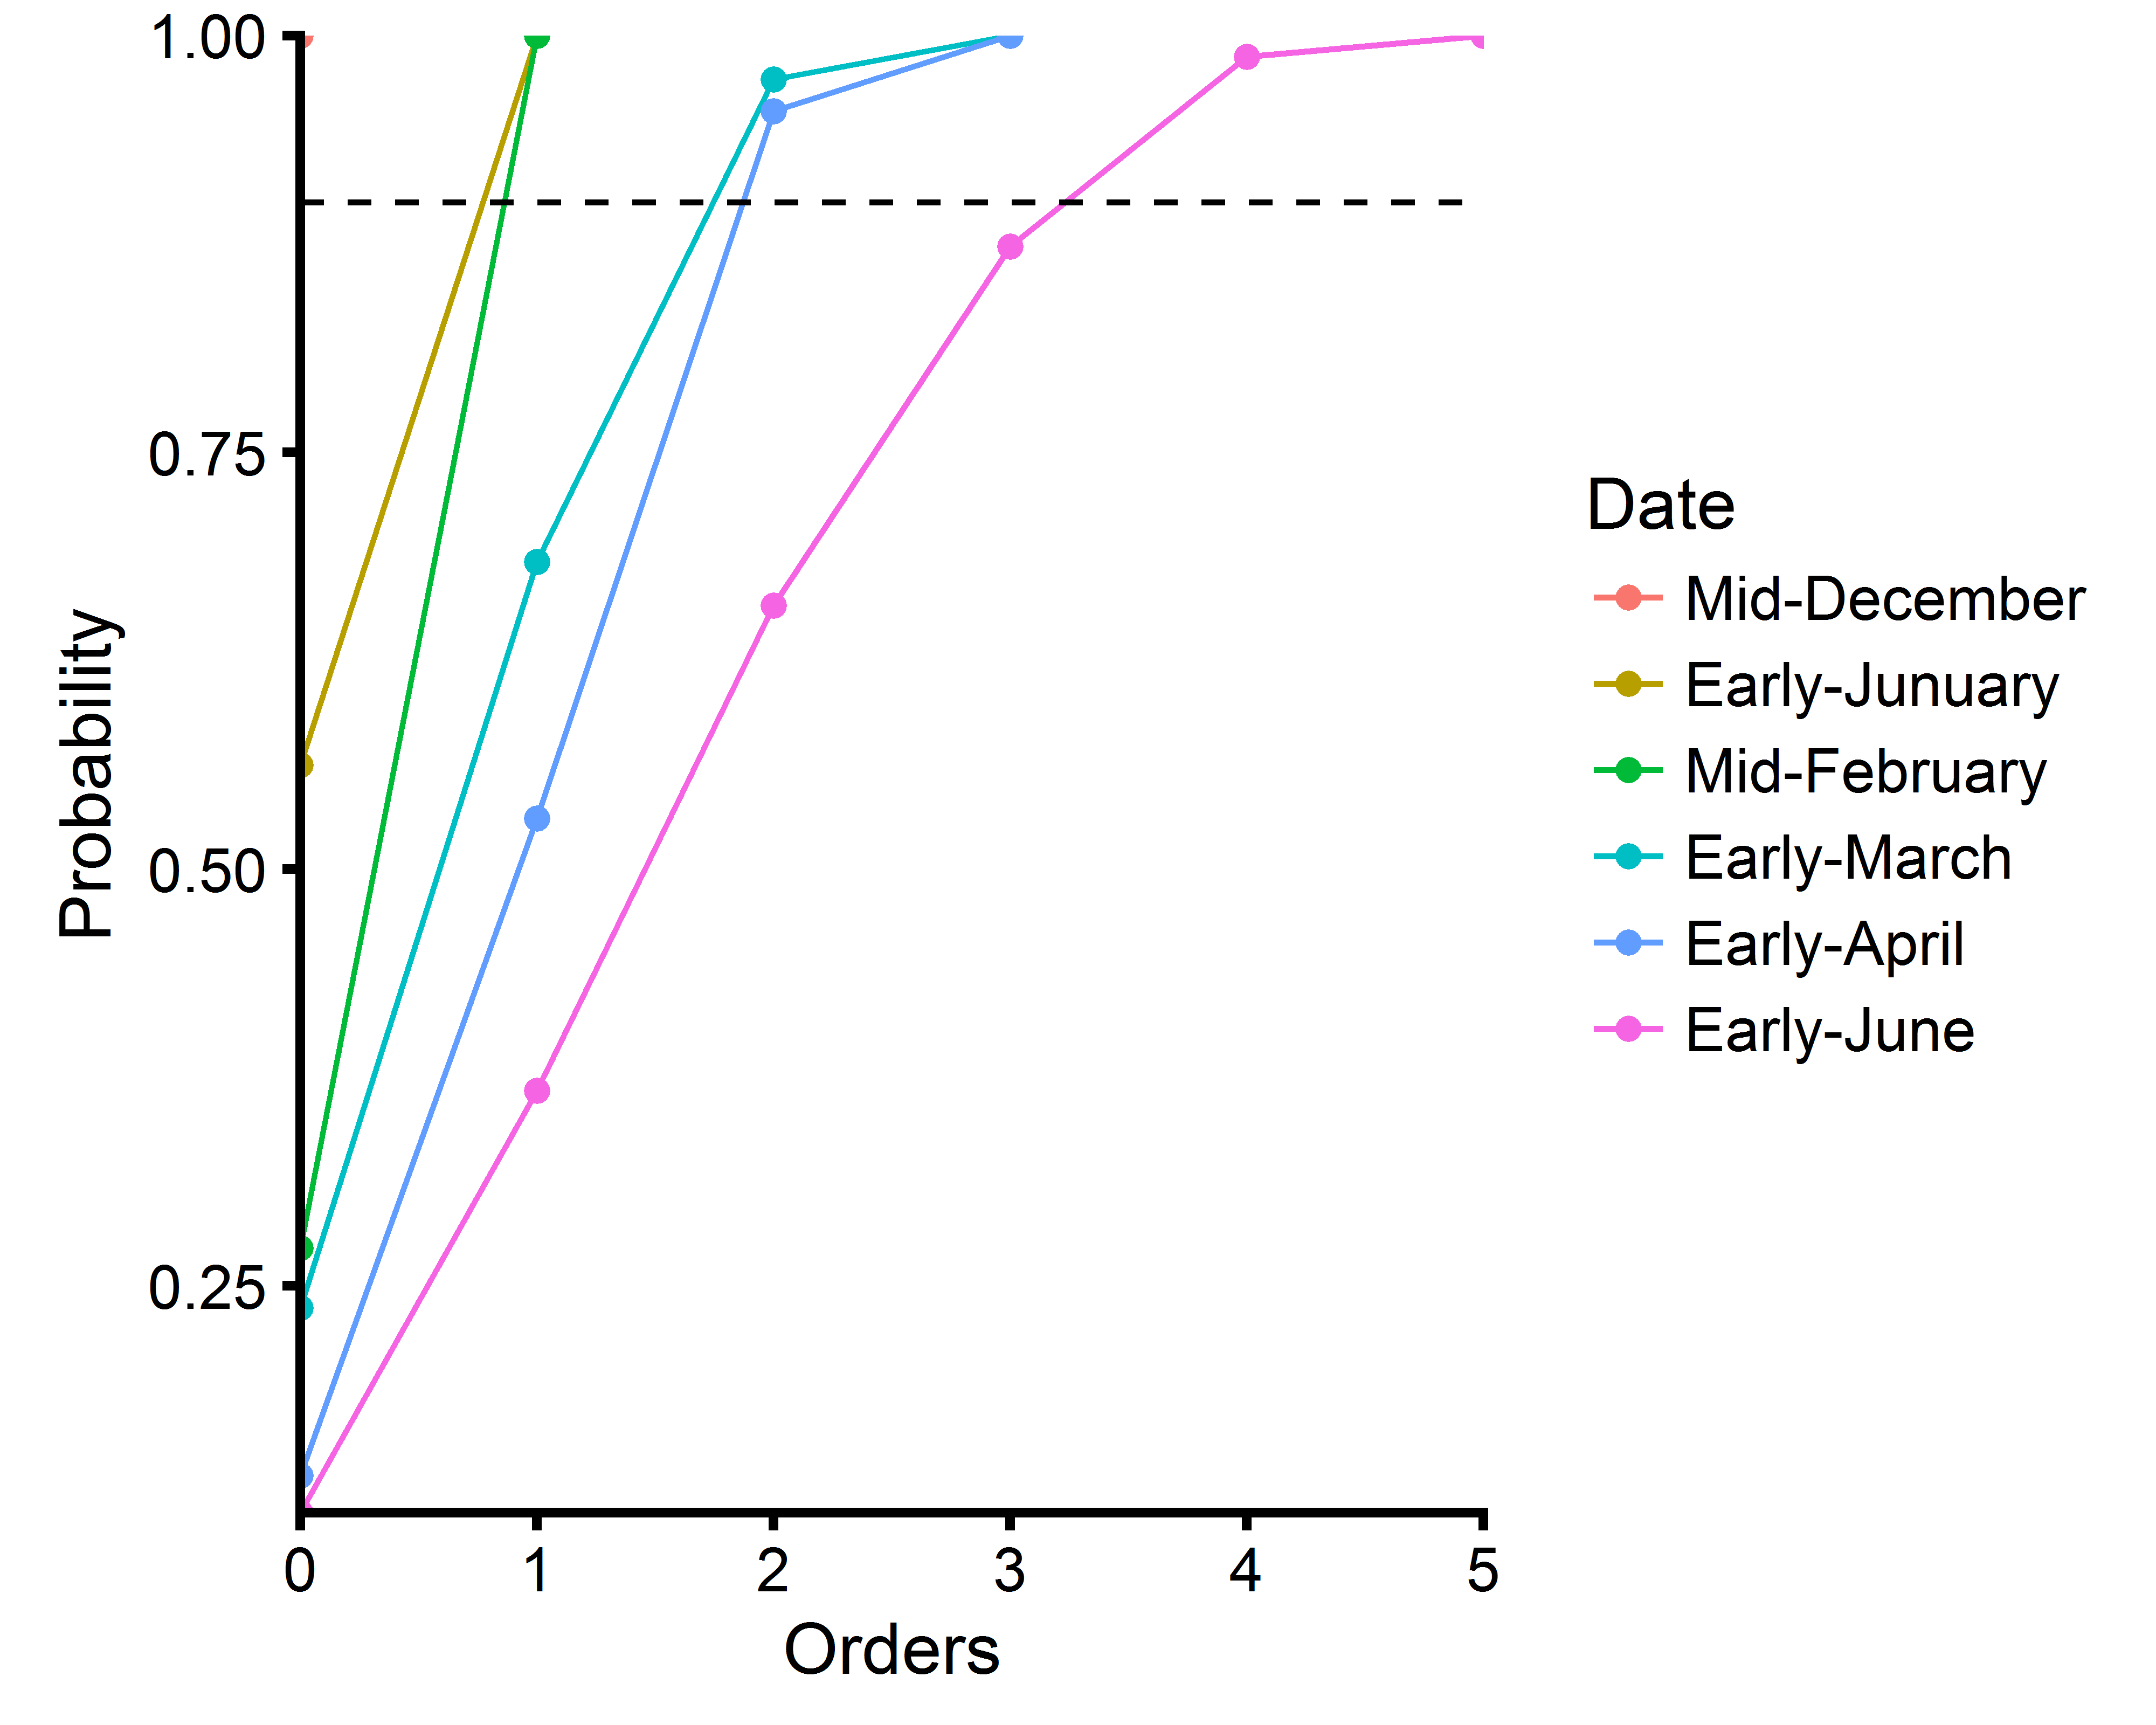 1.00
0.75
0.50
0.25
Probability
0 1 2 3 4 5
Orders
Date
Mid-December
Early-Junuary
Mid-February
Early-March
Early-April
Early-June